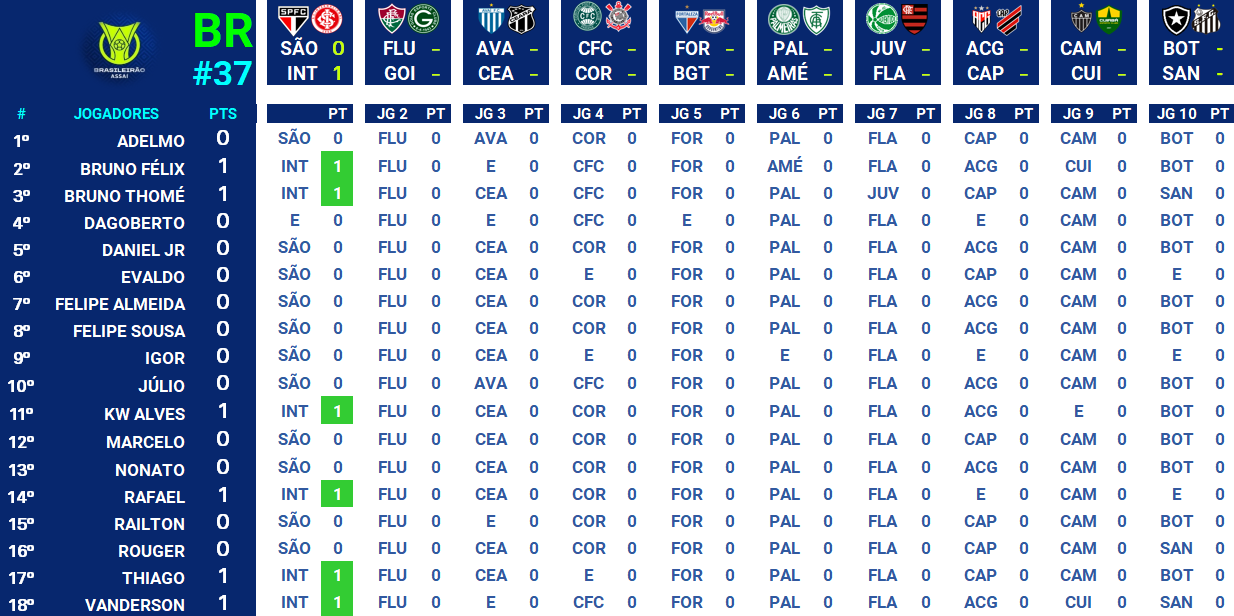 BRASILEIRÃO
ASSAÍ
BR
#37
SÃO 0 FLU – AVA – CFC – FOR – PAL – JUV – ACG – CAM – BOT -
INT 1 GOI – CEA – COR – BGT – AMÉ – FLA – CAP – CUI – SAN -
# JOGADORES PTS PT JG 2 PT JG 3 PT JG 4 PT JG 5 PT JG 6 PT JG 7 PT JG 8 PT JG 9 PT JG 10 PT
1º ADELMO 0 SÃO 0 FLU 0 AVA 0 COR 0 FOR 0 PAL 0 FLA 0 CAP 0 CAM 0 BOT 0
2º BRUNO FÉLIX 1 INT 1 FLU 0 E 0 CFC 0 FOR 0 AMÉ 0 FLA 0 ACG 0 CUI 0 BOT 0
3º BRUNO THOMÉ 1 INT 1 FLU 0 CEA 0 CFC 0 FOR 0 PAL 0 JUV 0 CAP 0 CAM 0 SAN 0
4º DAGOBERTO 0 E 0 FLU 0 E 0 CFC 0 E 0 PAL 0 FLA 0 E 0 CAM 0 BOT 0
5º DANIEL JR 0 SÃO 0 FLU 0 CEA 0 COR 0 FOR 0 PAL 0 FLA 0 ACG 0 CAM 0 BOT 0
6º EVALDO 0 SÃO 0 FLU 0 CEA 0 E 0 FOR 0 PAL 0 FLA 0 CAP 0 CAM 0 E 0
7º FELIPE ALMEIDA 0 SÃO 0 FLU 0 CEA 0 COR 0 FOR 0 PAL 0 FLA 0 ACG 0 CAM 0 BOT 0
8º FELIPE SOUSA 0 SÃO 0 FLU 0 CEA 0 COR 0 FOR 0 PAL 0 FLA 0 ACG 0 CAM 0 BOT 0
9º IGOR 0 SÃO 0 FLU 0 CEA 0 E 0 FOR 0 E 0 FLA 0 E 0 CAM 0 E 0
10º JÚLIO 0 SÃO 0 FLU 0 AVA 0 CFC 0 FOR 0 PAL 0 FLA 0 ACG 0 CAM 0 BOT 0
11º KW ALVES 1 INT 1 FLU 0 CEA 0 COR 0 FOR 0 PAL 0 FLA 0 ACG 0 E 0 BOT 0
12º MARCELO 0 SÃO 0 FLU 0 CEA 0 COR 0 FOR 0 PAL 0 FLA 0 CAP 0 CAM 0 BOT 0
13º NONATO 0 SÃO 0 FLU 0 CEA 0 COR 0 FOR 0 PAL 0 FLA 0 ACG 0 CAM 0 BOT 0
14º RAFAEL 1 INT 1 FLU 0 CEA 0 COR 0 FOR 0 PAL 0 FLA 0 E 0 CAM 0 E 0
15º RAILTON 0 SÃO 0 FLU 0 E 0 COR 0 FOR 0 PAL 0 FLA 0 CAP 0 CAM 0 BOT 0
16º ROUGER 0 SÃO 0 FLU 0 CEA 0 COR 0 FOR 0 PAL 0 FLA 0 CAP 0 CAM 0 SAN 0
17º THIAGO 1 INT 1 FLU 0 CEA 0 E 0 FOR 0 PAL 0 FLA 0 CAP 0 CAM 0 BOT 0
18º VANDERSON 1 INT 1 FLU 0 E 0 CFC 0 FOR 0 PAL 0 FLA 0 ACG 0 CUI 0 BOT 0